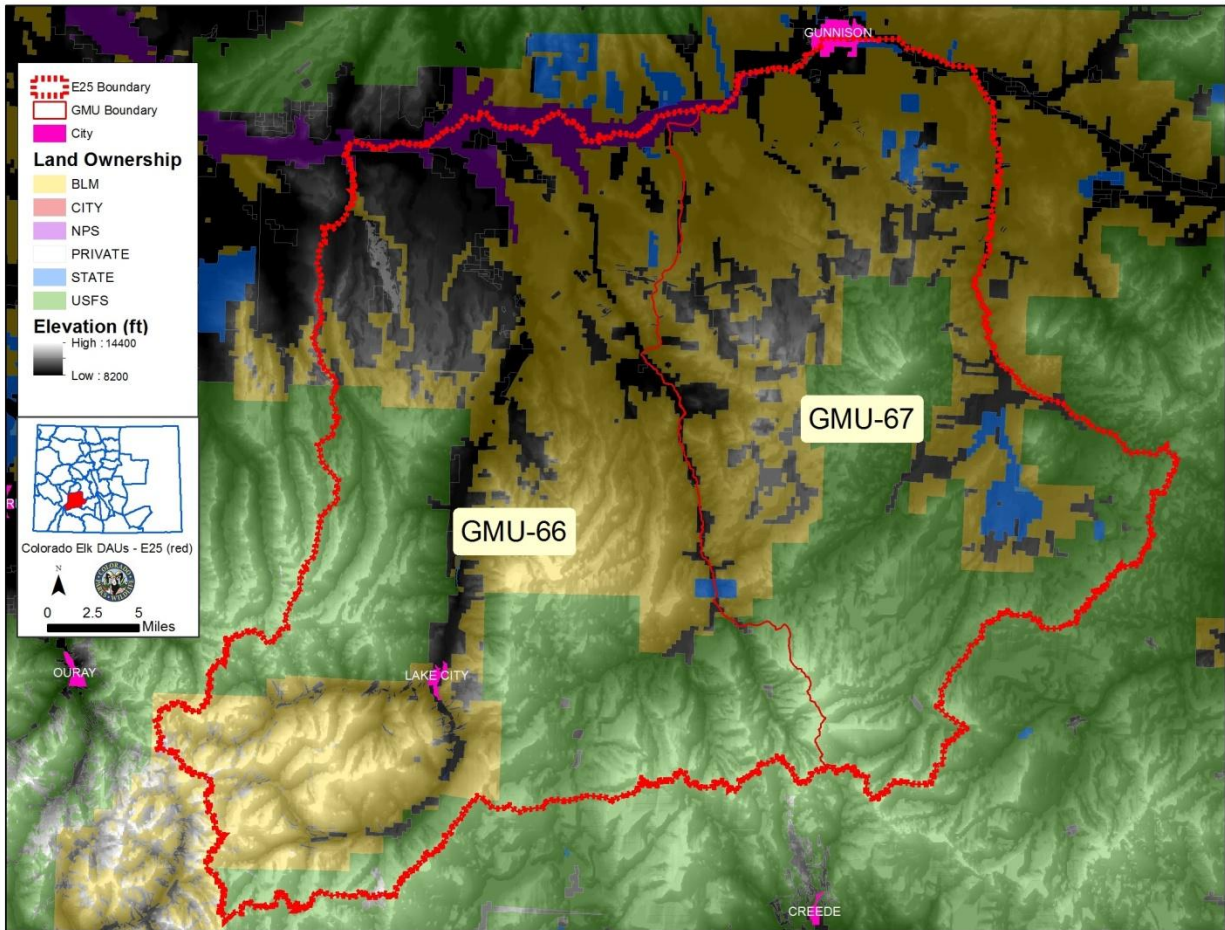 GUNNISON
E25 Boundary
GMU Boundary
City
Land Ownership
BLM
CITY
NPS
PRIVATE
STATE
USFS
Elevation (ft)
High : 14400
Low : 8200
GMU-67
GMU-66
Colorado Elk DAUs - E25 (red)
N
COLORADO
0 2.5 5
Miles
OURAY
LAKE CITY
CREEDE